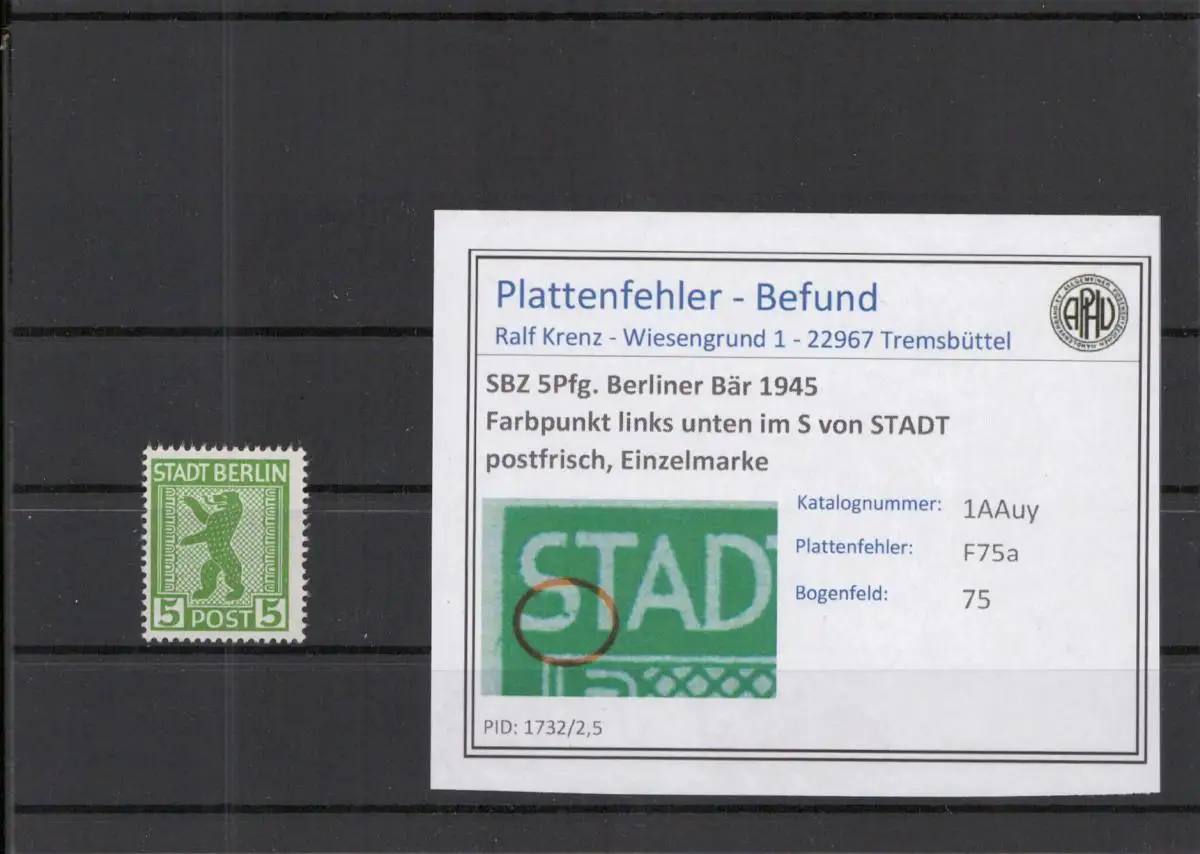 STADT BERLIN
5 POST 5
Plattenfehler - Befund
Ralf Krenz - Wiesengrund 1 - 22967 Tremsbüttel
APHV
SBZ 5Pfg. Berliner Bär 1945
Farbpunkt links unten im S von STADT
postfrisch, Einzelmarke
STADT
Katalognummer: 1AAuy
Plattenfehler: F75a
Bogenfeld: 75
PID: 1732/2,5